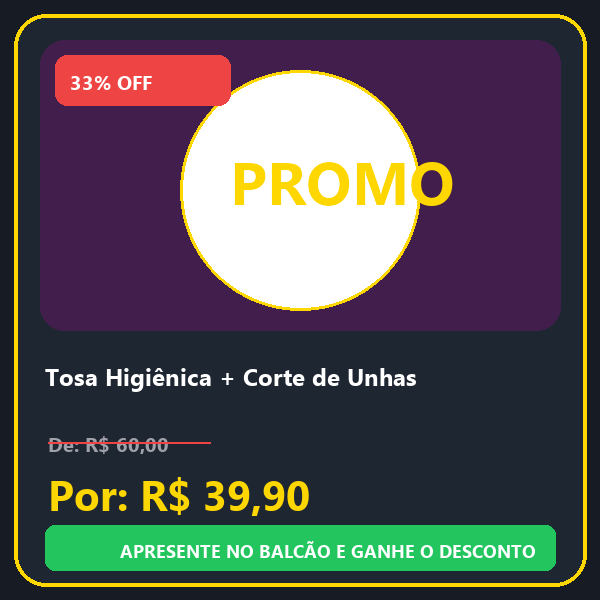 33% OFF
PROMO
Tosa Higiênica + Corte de Unhas
De: R$ 60,00
Por: R$ 39,90
APRESENTE NO BALCÃO E GANHE O DESCONTO